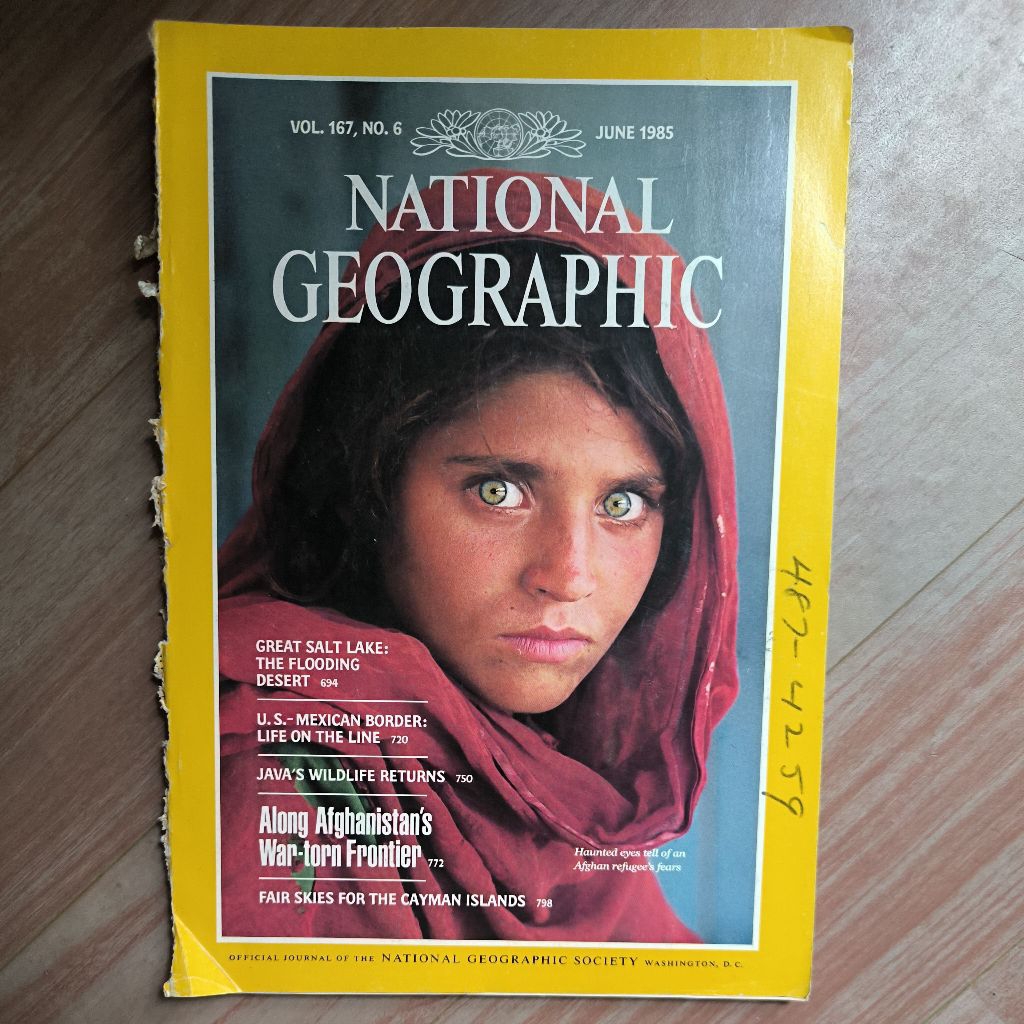 VOL. 167, NO. 6
JUNE 1985
NATIONAL
GEOGRAPHIC
GREAT SALT LAKE:
THE FLOODING
DESERT 694
U.S.-MEXICAN BORDER:
LIFE ON THE LINE 720
JAVA'S WILDLIFE RETURNS 750
Along Afghanistan's
War-torn Frontier 772
FAIR SKIES FOR THE CAYMAN ISLANDS 798
Haunted eyes tell of an
Afghan refugee's fears
OFFICIAL JOURNAL OF THE NATIONAL GEOGRAPHIC SOCIETY WASHINGTON, D.C.
487-4259